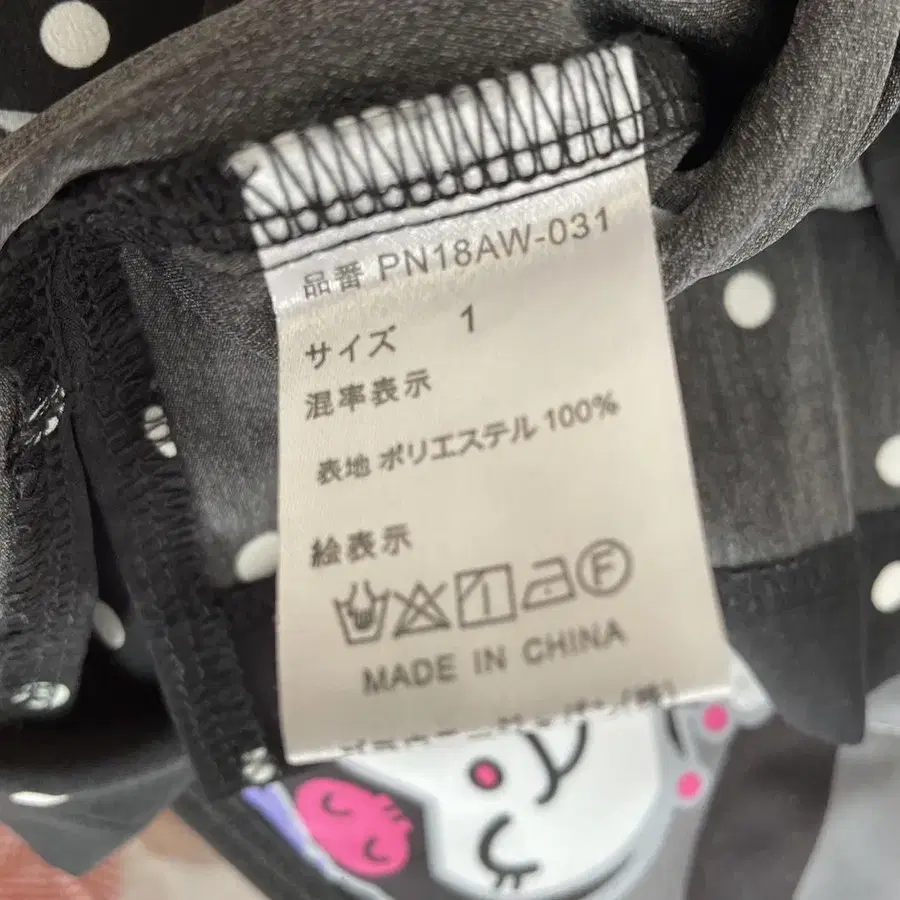 品番 PN18AW-031
サイズ 1
混率表示
表地 ポリエステル 100%
絵表示
F
MADE IN CHINA